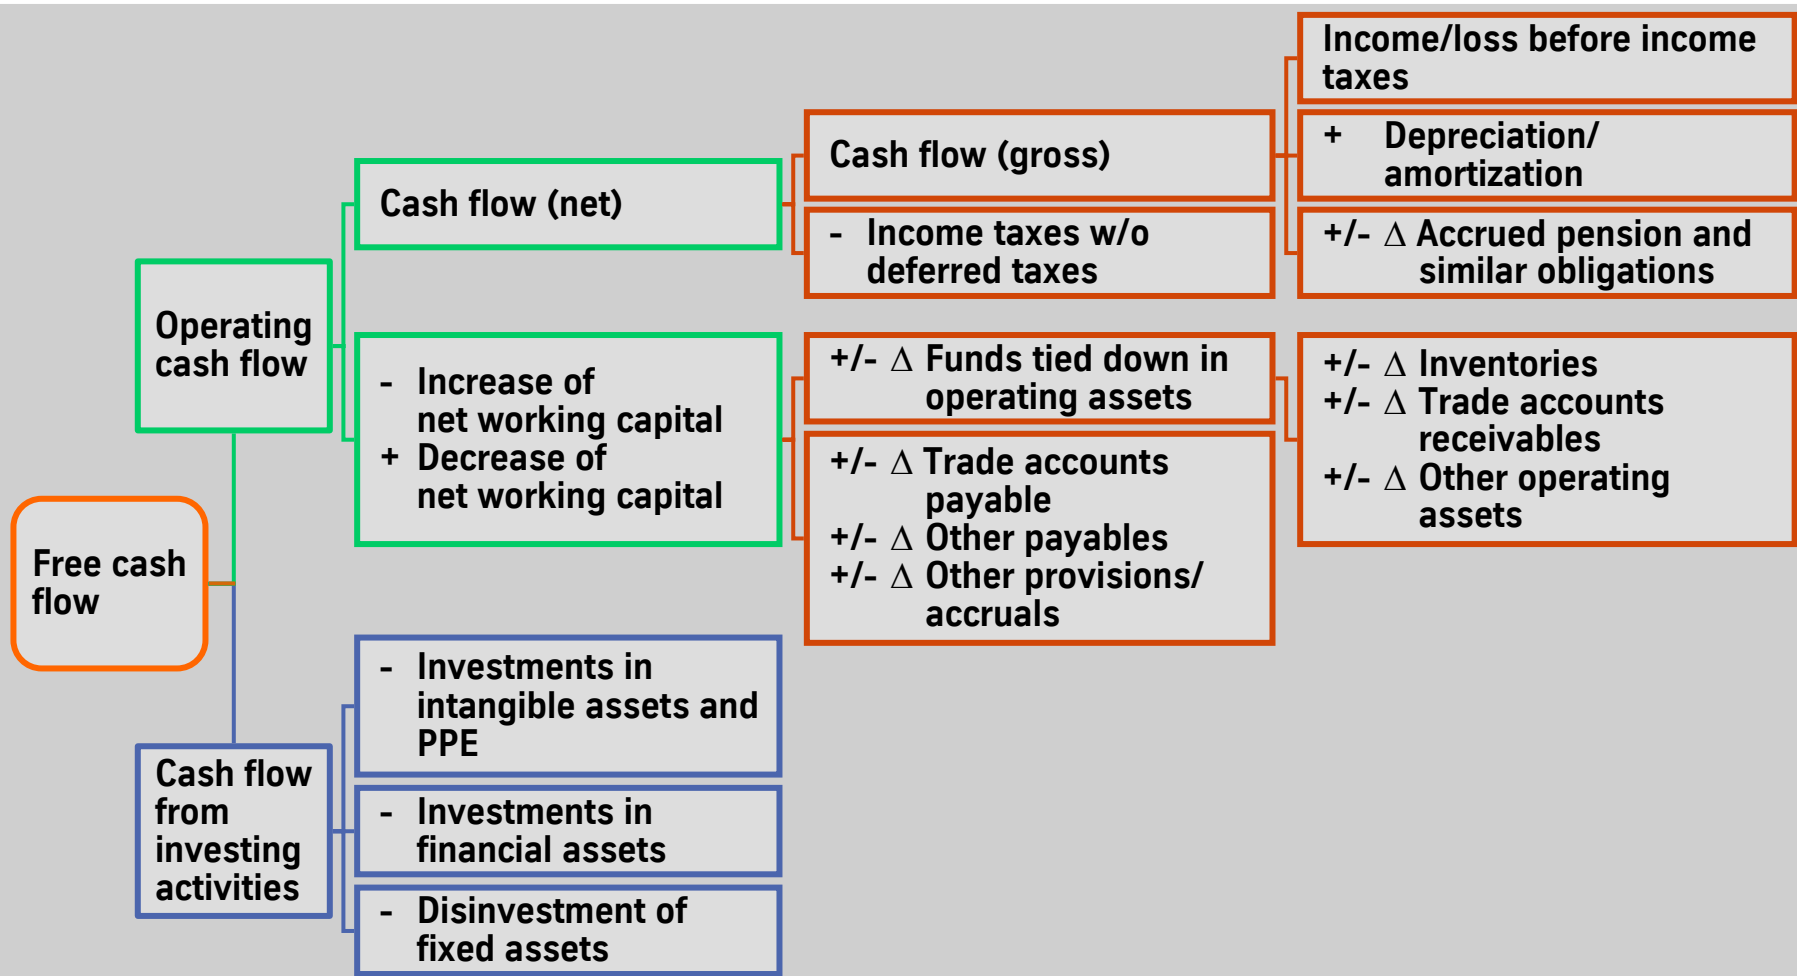 Free cash
flow
Operating
cash flow
Cash flow
from
investing
activities
Cash flow (net)
- Increase of
net working capital
+ Decrease of
net working capital
- Investments in
intangible assets and
PPE
- Investments in
financial assets
- Disinvestment of
fixed assets
Cash flow (gross)
- Income taxes w/o
deferred taxes
+/- Δ Funds tied down in
operating assets
+/- Δ Trade accounts
payable
+/- Δ Other payables
+/- Δ Other provisions/
accruals
Income/loss before income
taxes
+ Depreciation/
amortization
+/- Δ Accrued pension and
similar obligations
+/- Δ Inventories
+/- Δ Trade accounts
receivables
+/- Δ Other operating
assets